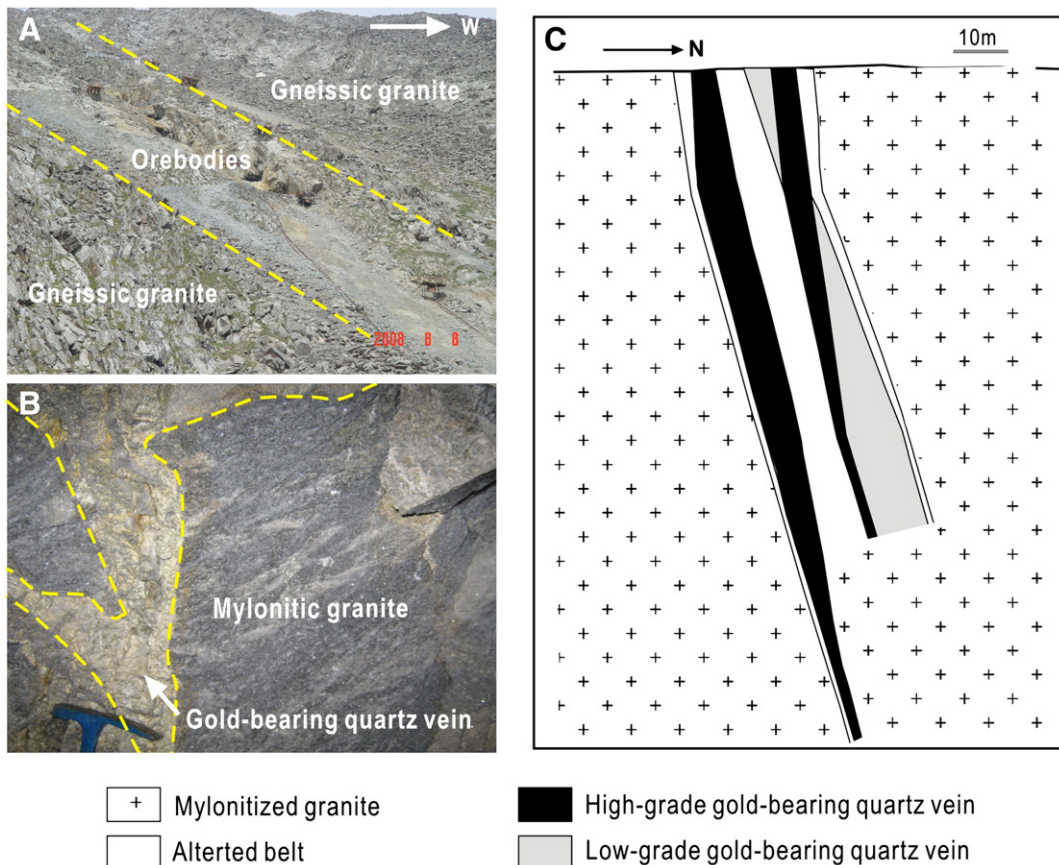 A
W
Gneissic granite
Orebodies
Gneissic granite
2008 8 8
B
Mylonitic granite
Gold-bearing quartz vein
C
N
10m
Mylonitized granite
Alterted belt
High-grade gold-bearing quartz vein
Low-grade gold-bearing quartz vein